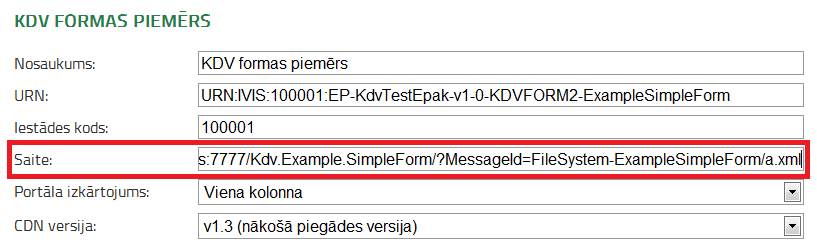 KDV FORMAS PIEMĒRS
Nosaukums: KDV formas piemērs
URN: URN:IVIS:100001:EP-KdvTestEpak-v1-0-KDVFORM2-ExampleSimpleForm
Iestādes kods: 100001
Saite: s:7777/Kdv.Example.SimpleForm/?MessageId=FileSystem-ExampleSimpleForm/a.xml
Portāla izkārtojums: Viena kolonna
CDN versija: v1.3 (nākošā piegādes versija)